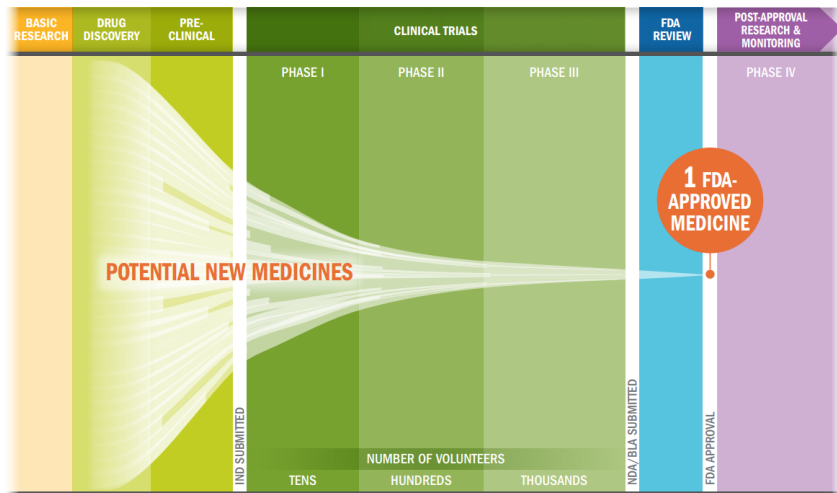 BASIC
RESEARCH
DRUG
DISCOVERY
PRE-
CLINICAL
CLINICAL TRIALS
FDA
REVIEW
POST-APPROVAL
RESEARCH &
MONITORING
PHASE I
PHASE II
PHASE III
PHASE IV
1 FDA-
APPROVED
MEDICINE
POTENTIAL NEW MEDICINES
IND SUBMITTED
NDA/BLA SUBMITTED
FDA APPROVAL
NUMBER OF VOLUNTEERS
TENS
HUNDREDS
THOUSANDS